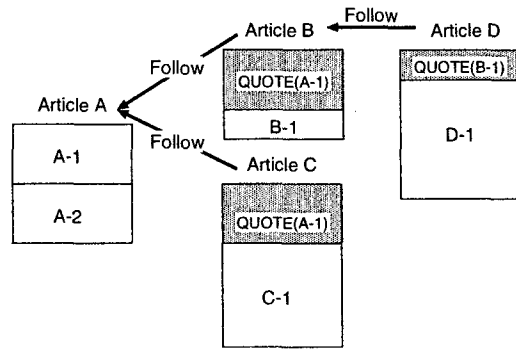 Article A
A-1
A-2
Follow
Follow
Article B
QUOTE(A-1)
B-1
Article C
QUOTE(A-1)
C-1
Follow
Article D
QUOTE(B-1)
D-1